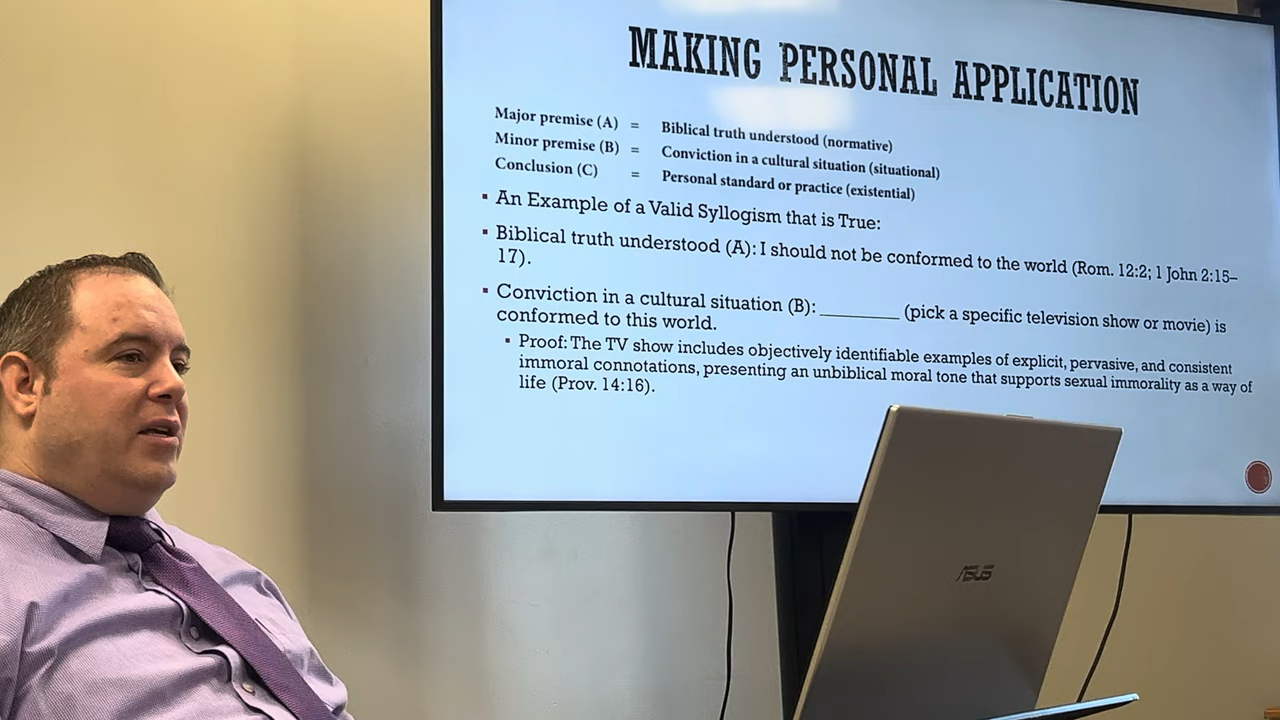 MAKING PERSONAL APPLICATION
Major premise (A) = Biblical truth understood (normative)
Minor premise (B) = Conviction in a cultural situation (situational)
Conclusion (C) = Personal standard or practice (existential)
▪ An Example of a Valid Syllogism that is True:
▪ Biblical truth understood (A): I should not be conformed to the world (Rom. 12:2; 1 John 2:15–
17).
▪ Conviction in a cultural situation (B): ________ (pick a specific television show or movie) is
conformed to this world.
▪ Proof: The TV show includes objectively identifiable examples of explicit, pervasive, and consistent
immoral connotations, presenting an unbiblical moral tone that supports sexual immorality as a way of
life (Prov. 14:16).
ASUS